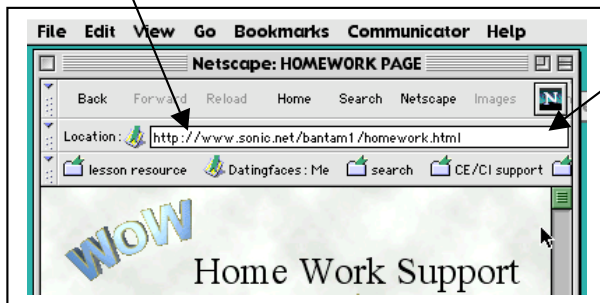 File Edit View Go Bookmarks Communicator Help
Netscape: HOMEWORK PAGE
Back Forward Reload Home Search Netscape Images N
Location: http://www.sonic.net/bantam1/homework.html
lesson resource Datingfaces: Me search CE/CI support
WOW
Home Work Support